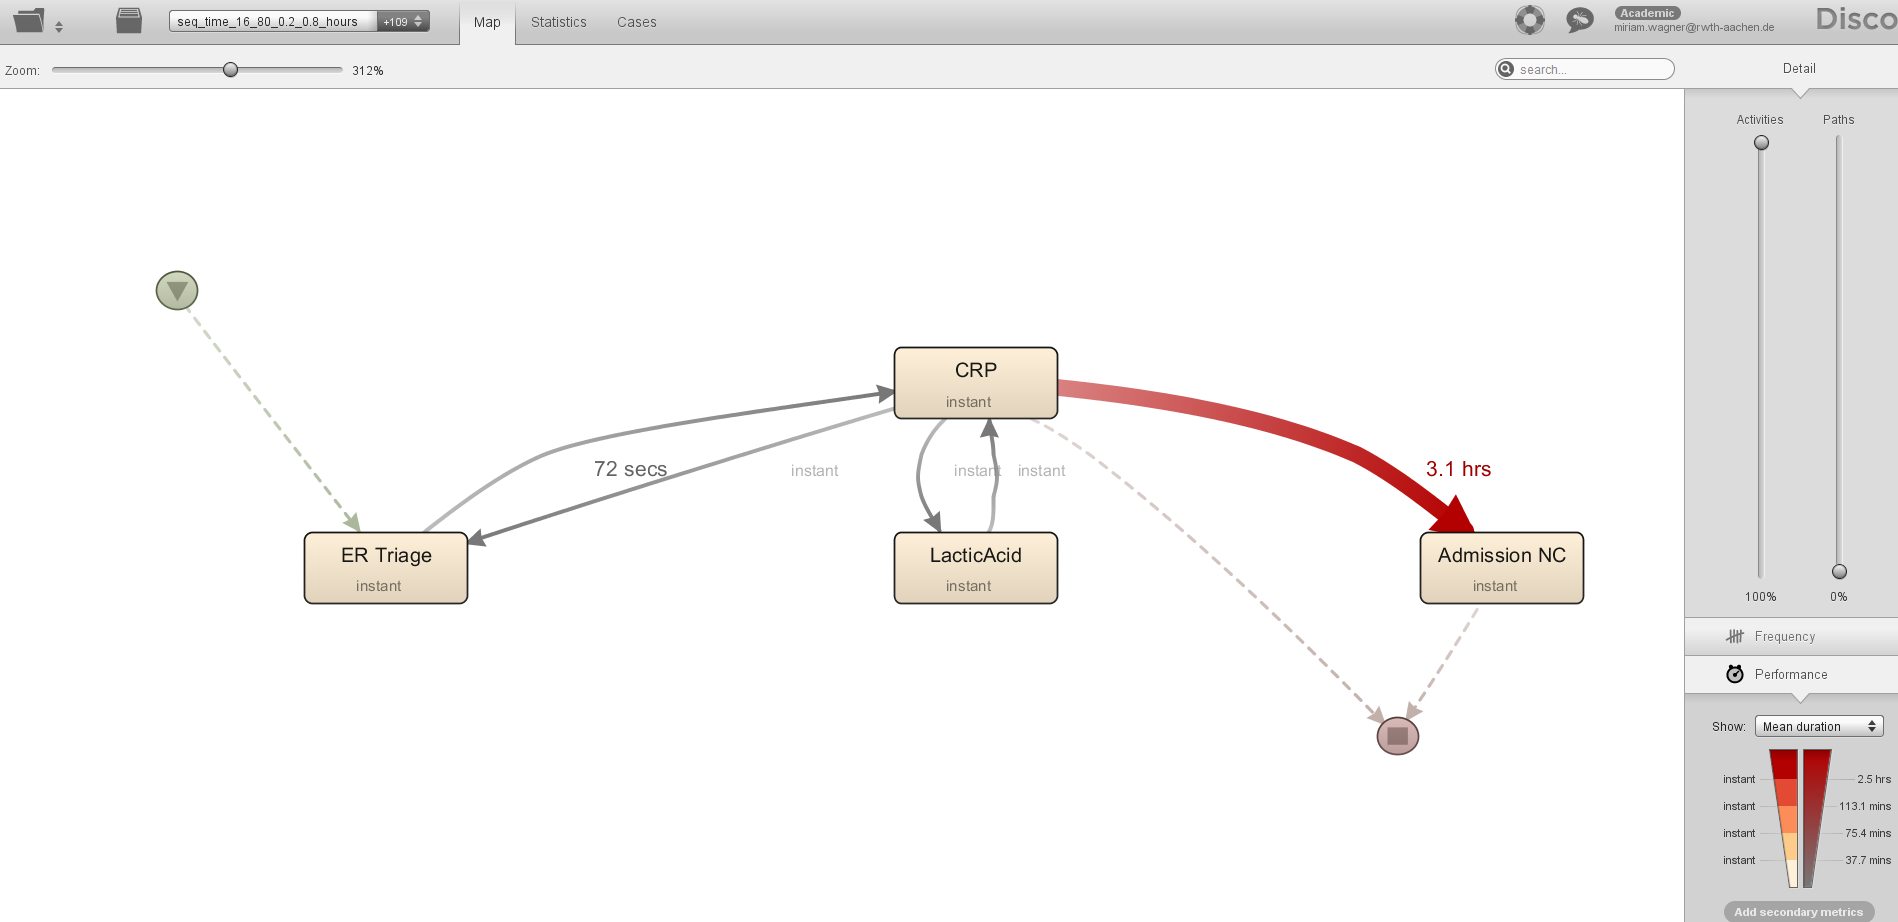 seq_time_16_80_0.2_0.8_hours +109 Map Statistics Cases Academic Disco
miriam.wagner@rwth-aachen.de
Zoom: 312% search... Detail
Activities Paths
CRP
instant
72 secs instant instant instant 3.1 hrs
ER Triage LacticAcid Admission NC
instant instant instant
100% 0%
Frequency
Performance
Show: Mean duration
instant 2.5 hrs
instant 113.1 mins
instant 75.4 mins
instant 37.7 mins
Add secondary metrics